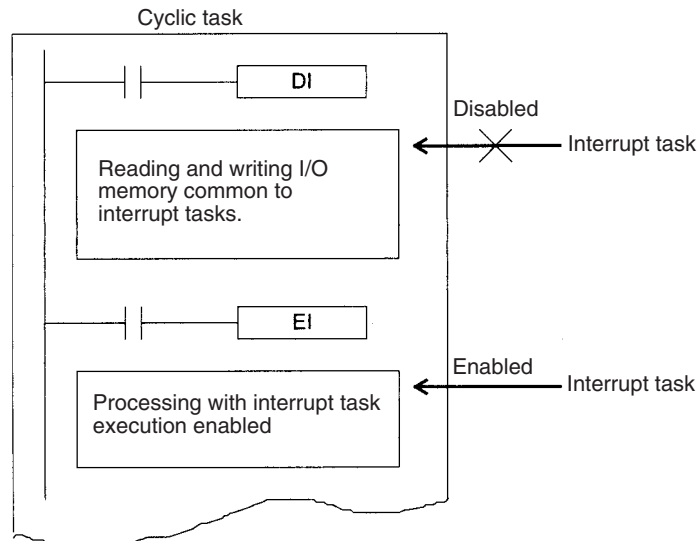 Cyclic task
DI
Disabled
Interrupt task
Reading and writing I/O
memory common to
interrupt tasks.
EI
Enabled
Interrupt task
Processing with interrupt task
execution enabled